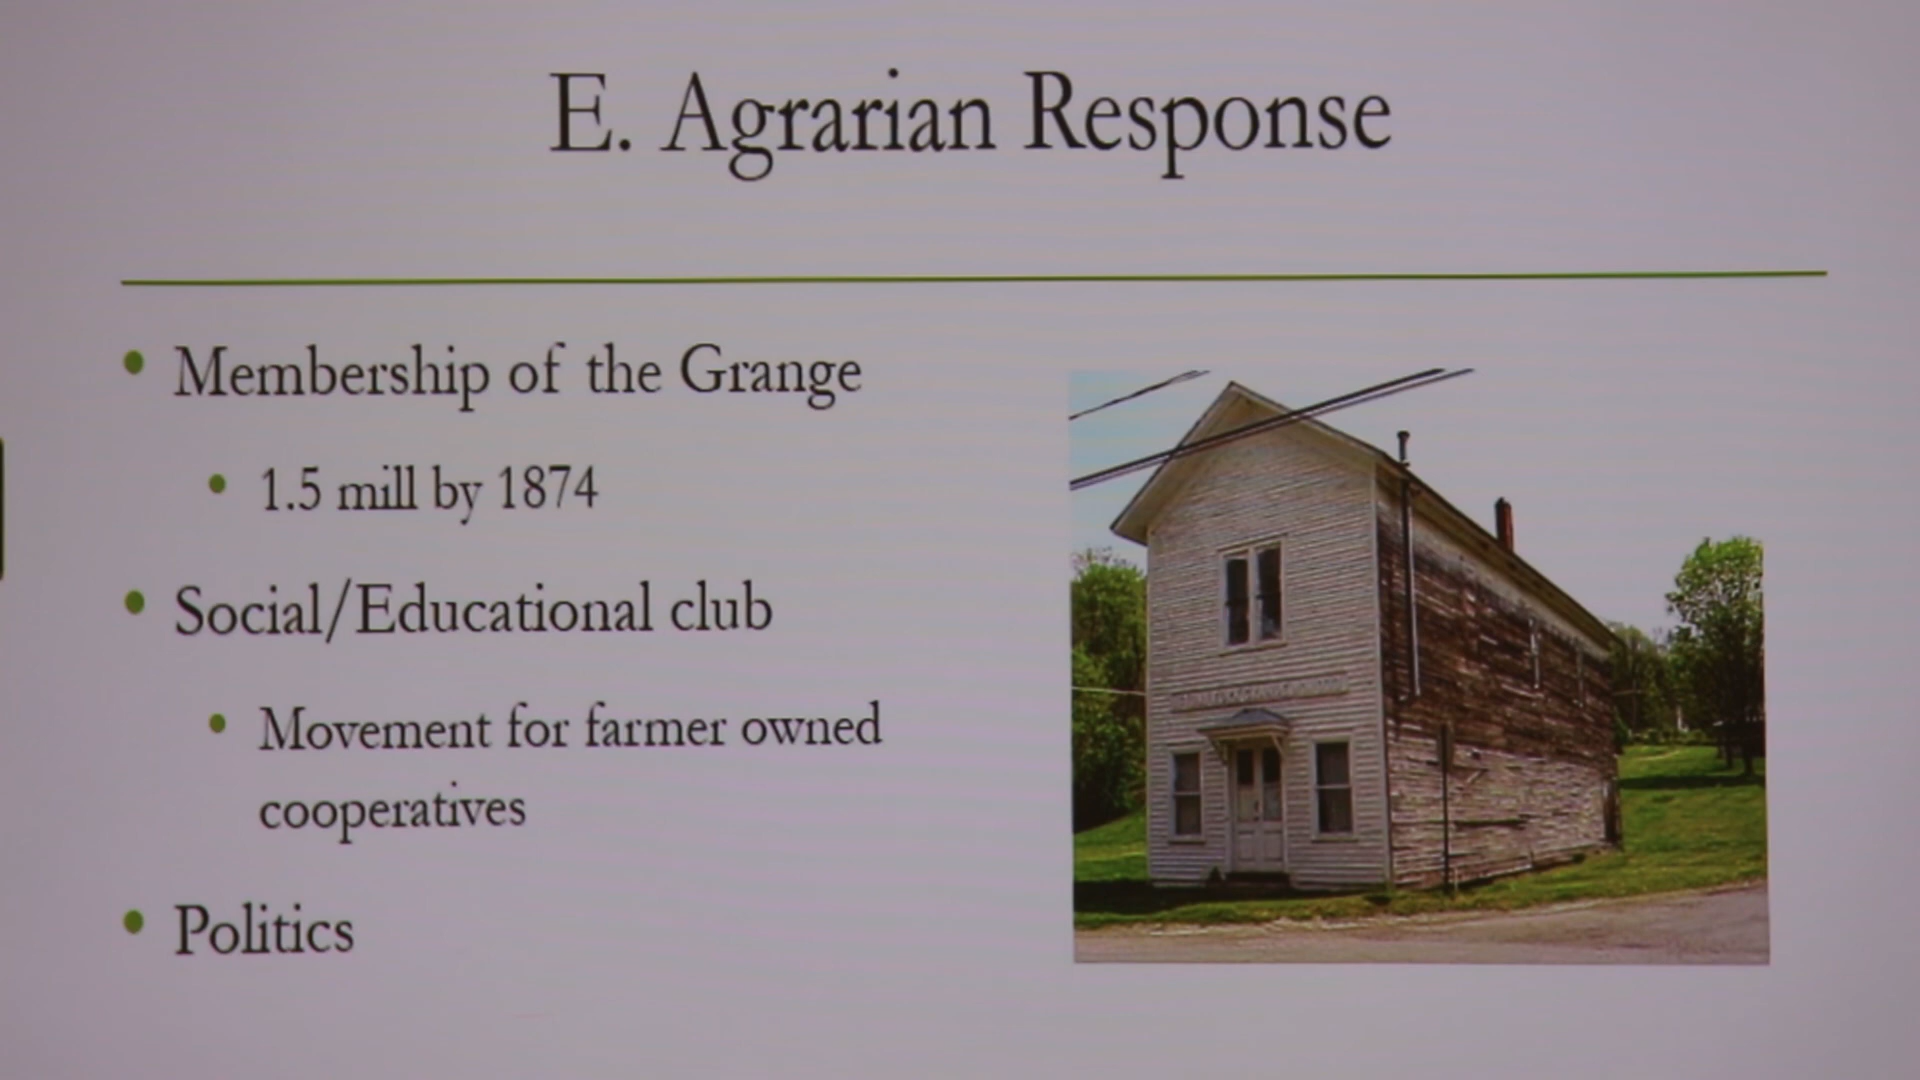 E. Agrarian Response
Membership of the Grange
1.5 mill by 1874
Social/Educational club
Movement for farmer owned
cooperatives
Politics